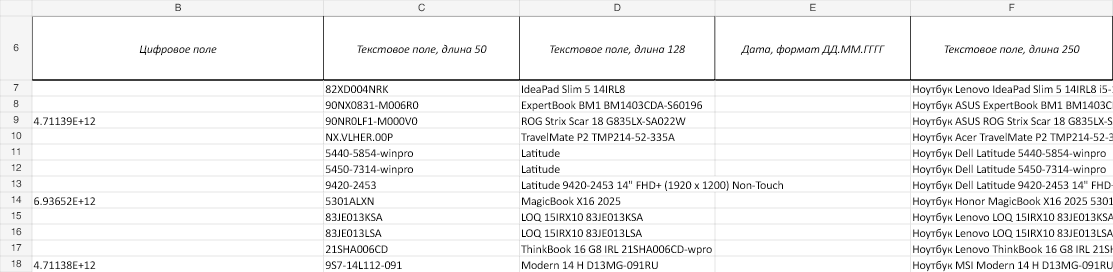 B C D E F
6 Цифровое поле Текстовое поле, длина 50 Текстовое поле, длина 128 Дата, формат ДД.ММ.ГГГГ Текстовое поле, длина 250
7 82XD004NRK IdeaPad Slim 5 14IRL8 Ноутбук Lenovo IdeaPad Slim 5 14IRL8 i5-
8 90NX0831-M006R0 ExpertBook BM1 BM1403CDA-S60196 Ноутбук ASUS ExpertBook BM1 BM1403C
9 4.71139E+12 90NR0LF1-M000V0 ROG Strix Scar 18 G835LX-SA022W Ноутбук ASUS ROG Strix Scar 18 G835LX-S
10 NX.VLHER.00P TravelMate P2 TMP214-52-335A Ноутбук Acer TravelMate P2 TMP214-52-3
11 5440-5854-winpro Latitude Ноутбук Dell Latitude 5440-5854-winpro
12 5450-7314-winpro Latitude Ноутбук Dell Latitude 5450-7314-winpro
13 9420-2453 Latitude 9420-2453 14" FHD+ (1920 x 1200) Non-Touch Ноутбук Dell Latitude 9420-2453 14" FHD-
14 6.93652E+12 5301ALXN MagicBook X16 2025 Ноутбук Honor MagicBook X16 2025 5301
15 83JE013KSA LOQ 15IRX10 83JE013KSA Ноутбук Lenovo LOQ 15IRX10 83JE013KSA
16 83JE013LSA LOQ 15IRX10 83JE013LSA Ноутбук Lenovo LOQ 15IRX10 83JE013LSA
17 21SHA006CD ThinkBook 16 G8 IRL 21SHA006CD-wpro Ноутбук Lenovo ThinkBook 16 G8 IRL 21SH
18 4.71138E+12 9S7-14L112-091 Modern 14 H D13MG-091RU Ноутбук MSI Modern 14 H D13MG-091RU